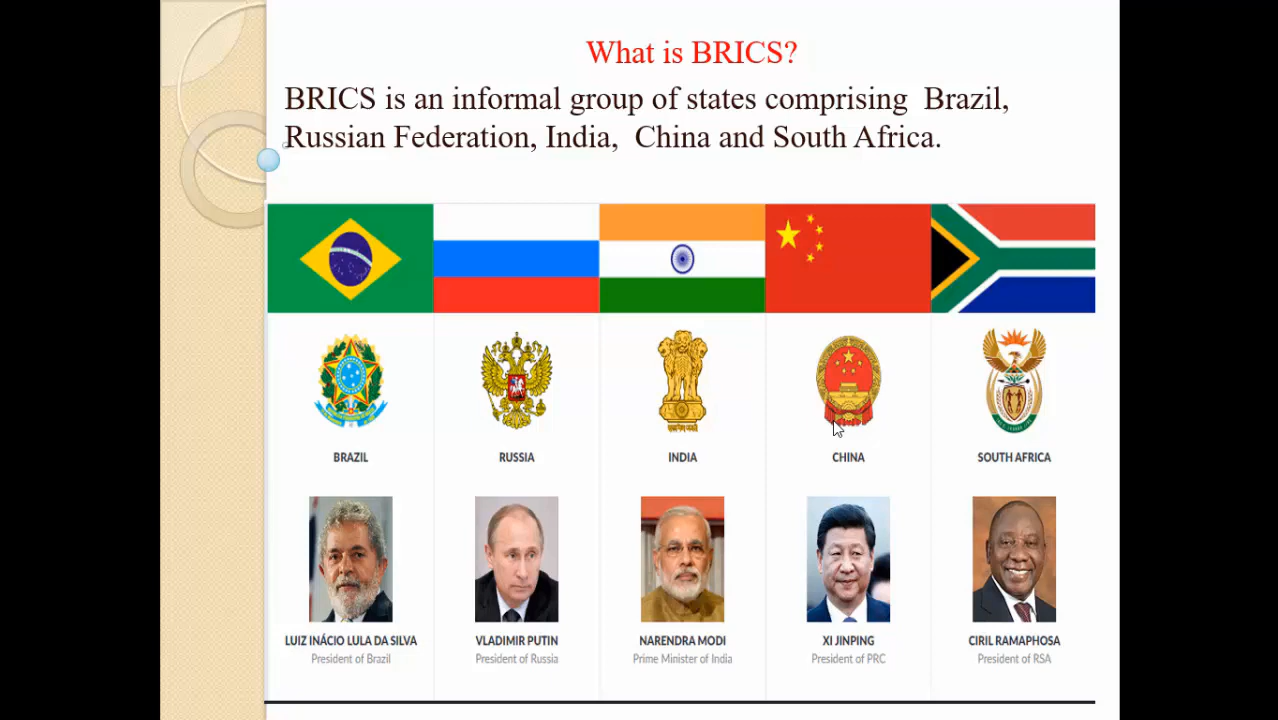 What is BRICS?
BRICS is an informal group of states comprising Brazil,
Russian Federation, India, China and South Africa.
BRAZIL
RUSSIA
INDIA
CHINA
SOUTH AFRICA
LUIZ INÁCIO LULA DA SILVA
President of Brazil
VLADIMIR PUTIN
President of Russia
NARENDRA MODI
Prime Minister of India
XI JINPING
President of PRC
CIRIL RAMAPHOSA
President of RSA